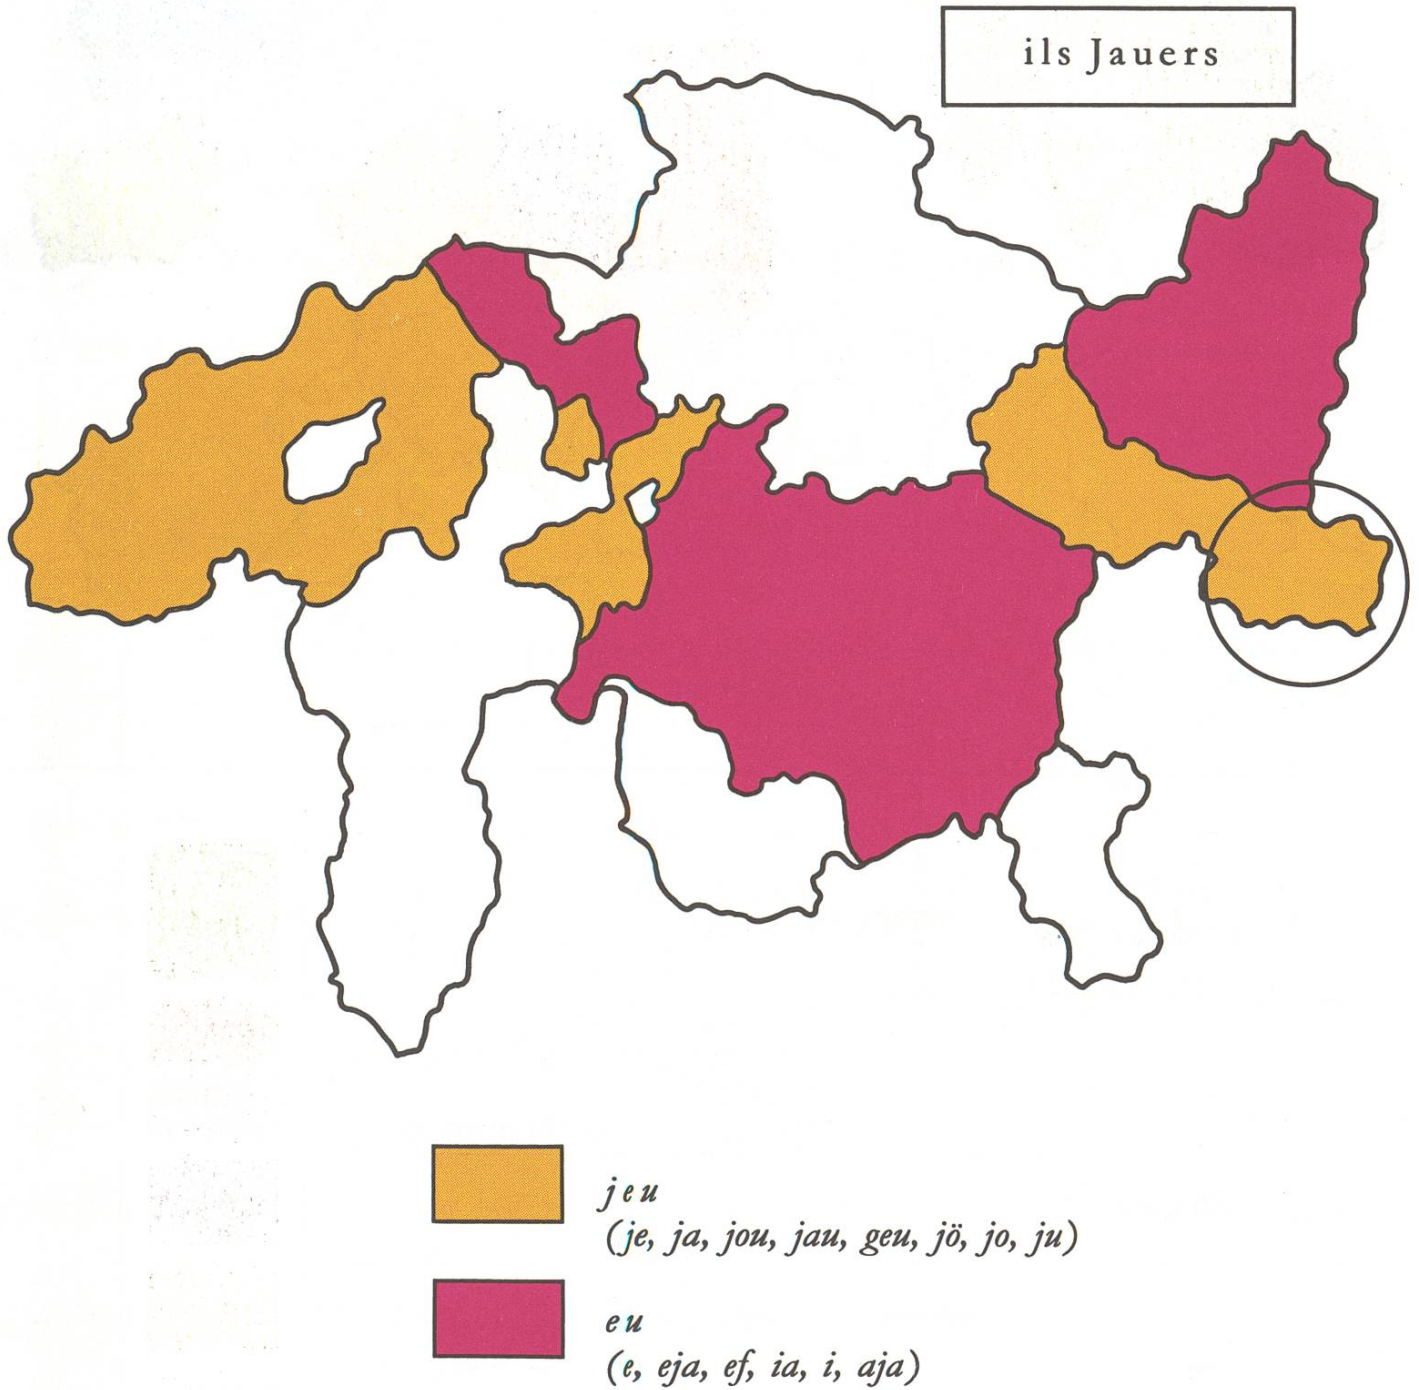 ils Jauers
jeu
(je, ja, jou, jau, geu, jö, jo, ju)
eu
(e, eja, ef, ia, i, aja)